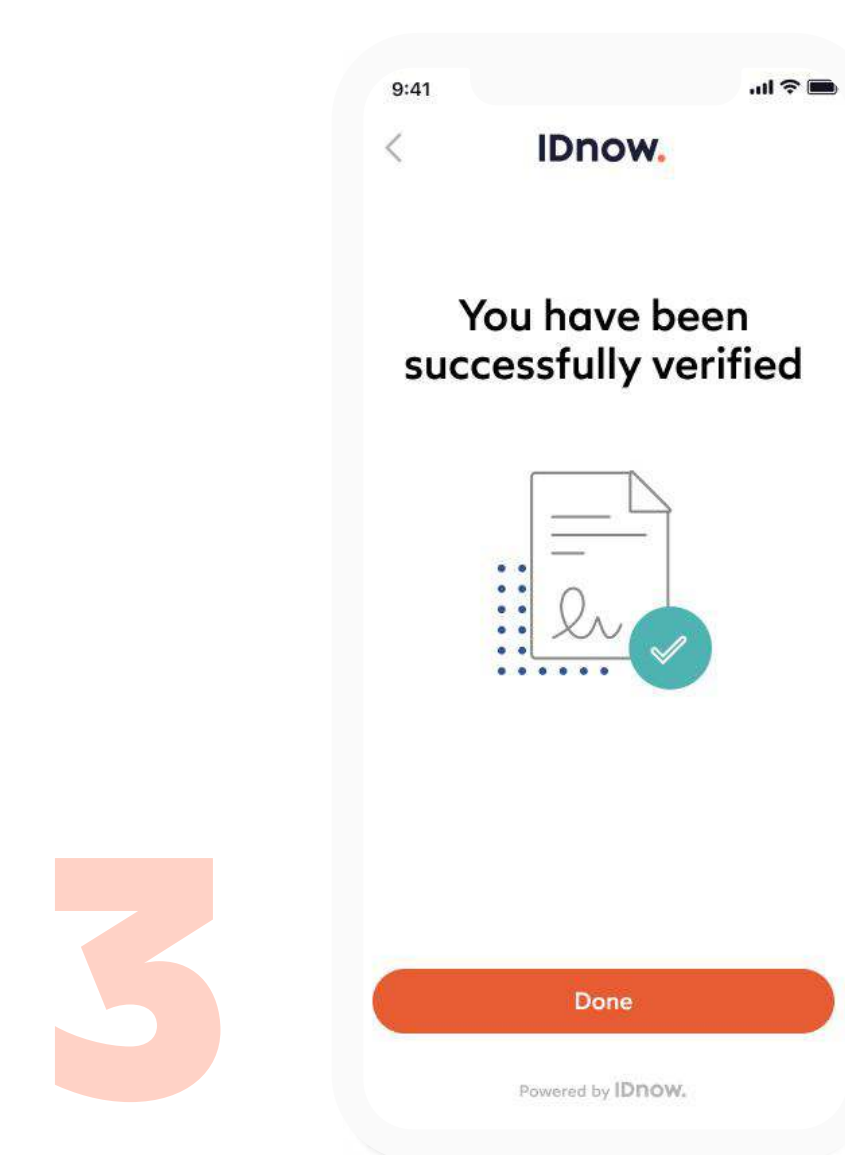 9:41
IDnow.
You have been
successfully verified
3
Done
Powered by IDnow.